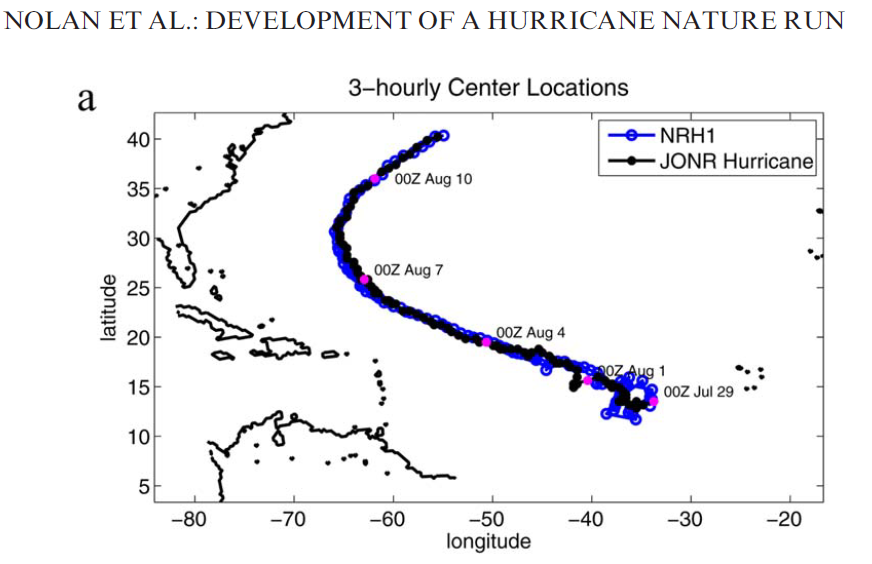 NOLAN ET AL.: DEVELOPMENT OF A HURRICANE NATURE RUN
a
3−hourly Center Locations
NRH1
JONR Hurricane
40
35
30
25
20
15
10
5
latitude
00Z Aug 10
00Z Aug 7
00Z Aug 4
00Z Aug 1
00Z Jul 29
−80
−70
−60
−50
−40
−30
−20
longitude